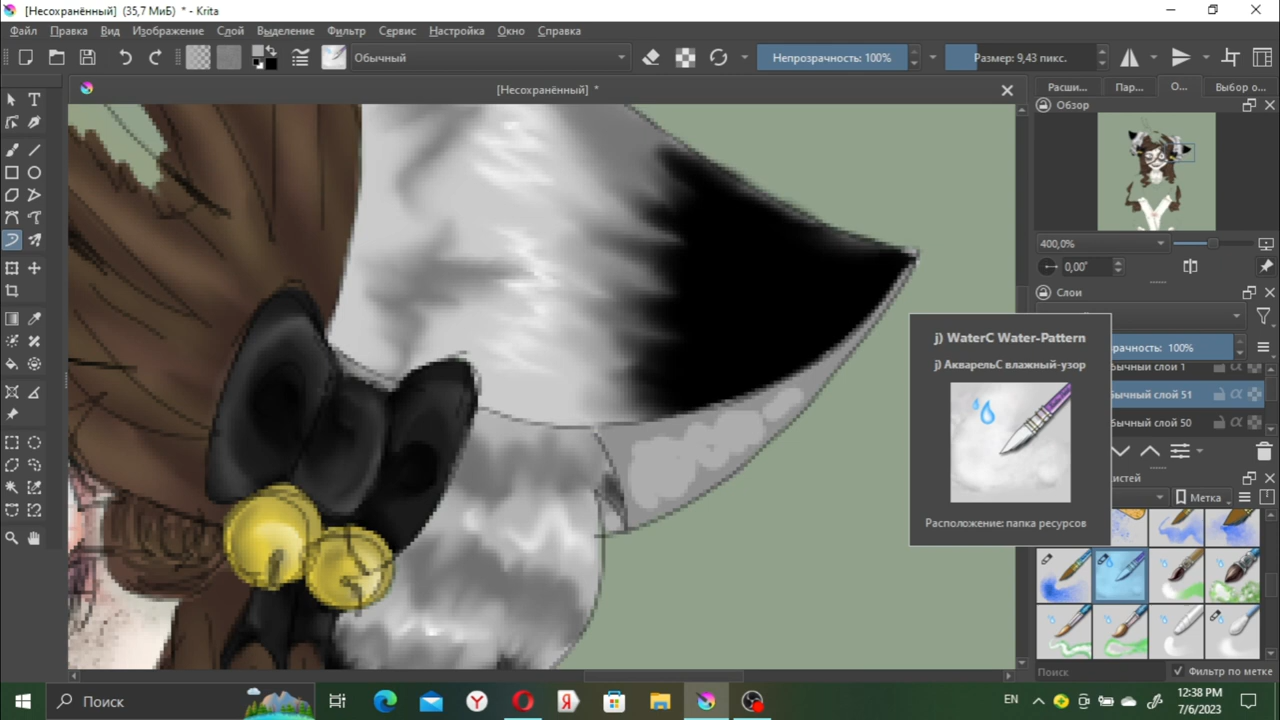 [Несохранённый] (35,7 МиБ) * - Krita
Файл Правка Вид Изображение Слой Выделение Фильтр Сервис Настройка Окно Справка
Обычный
Непрозрачность: 100%
Размер: 9,43 пикс.
[Несохранённый] *
Расши...
Пар...
О...
Выбор о...
Обзор
400,0%
0,00°
Слои
рачность: 100%
бычный слой 1
бычный слой 51
бычный слой 50
j) WaterC Water-Pattern
j) АкварельС влажный-узор
Расположение: папка ресурсов
истей
Метка
Поиск
Фильтр по метке
Поиск
EN
12:38 PM
7/6/2023